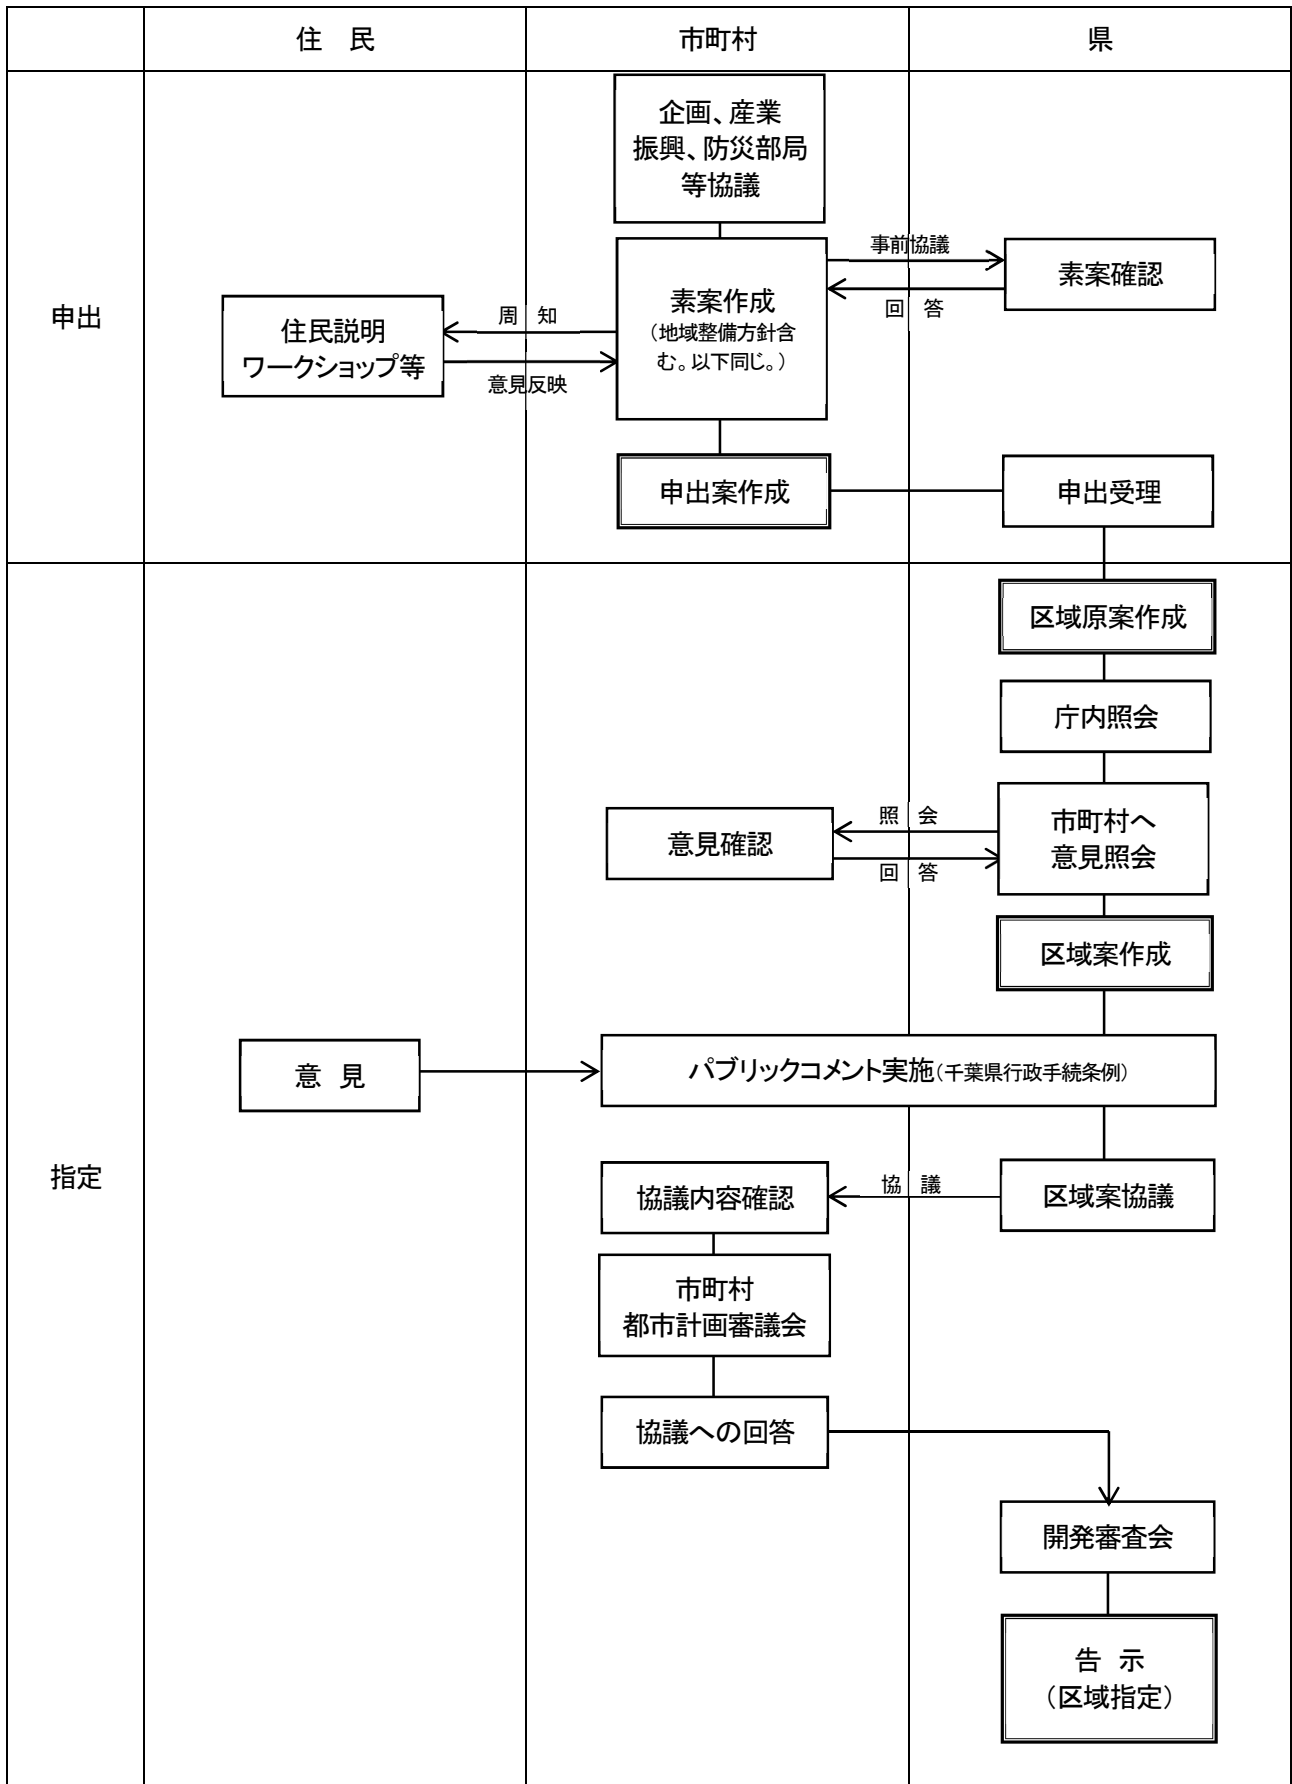 住　民
市町村
県
申出
企画、産業
振興、防災部局
等協議
事前協議
素案確認
回　答
素案作成
（地域整備方針含
む。以下同じ。）
周　知
住民説明
ワークショップ等
意見反映
申出案作成
申出受理
指定
区域原案作成
庁内照会
照　会
市町村へ
意見照会
意見確認
回　答
区域案作成
意　見
パブリックコメント実施（千葉県行政手続条例）
協議内容確認
協　議
区域案協議
市町村
都市計画審議会
協議への回答
開発審査会
告　示
（区域指定）